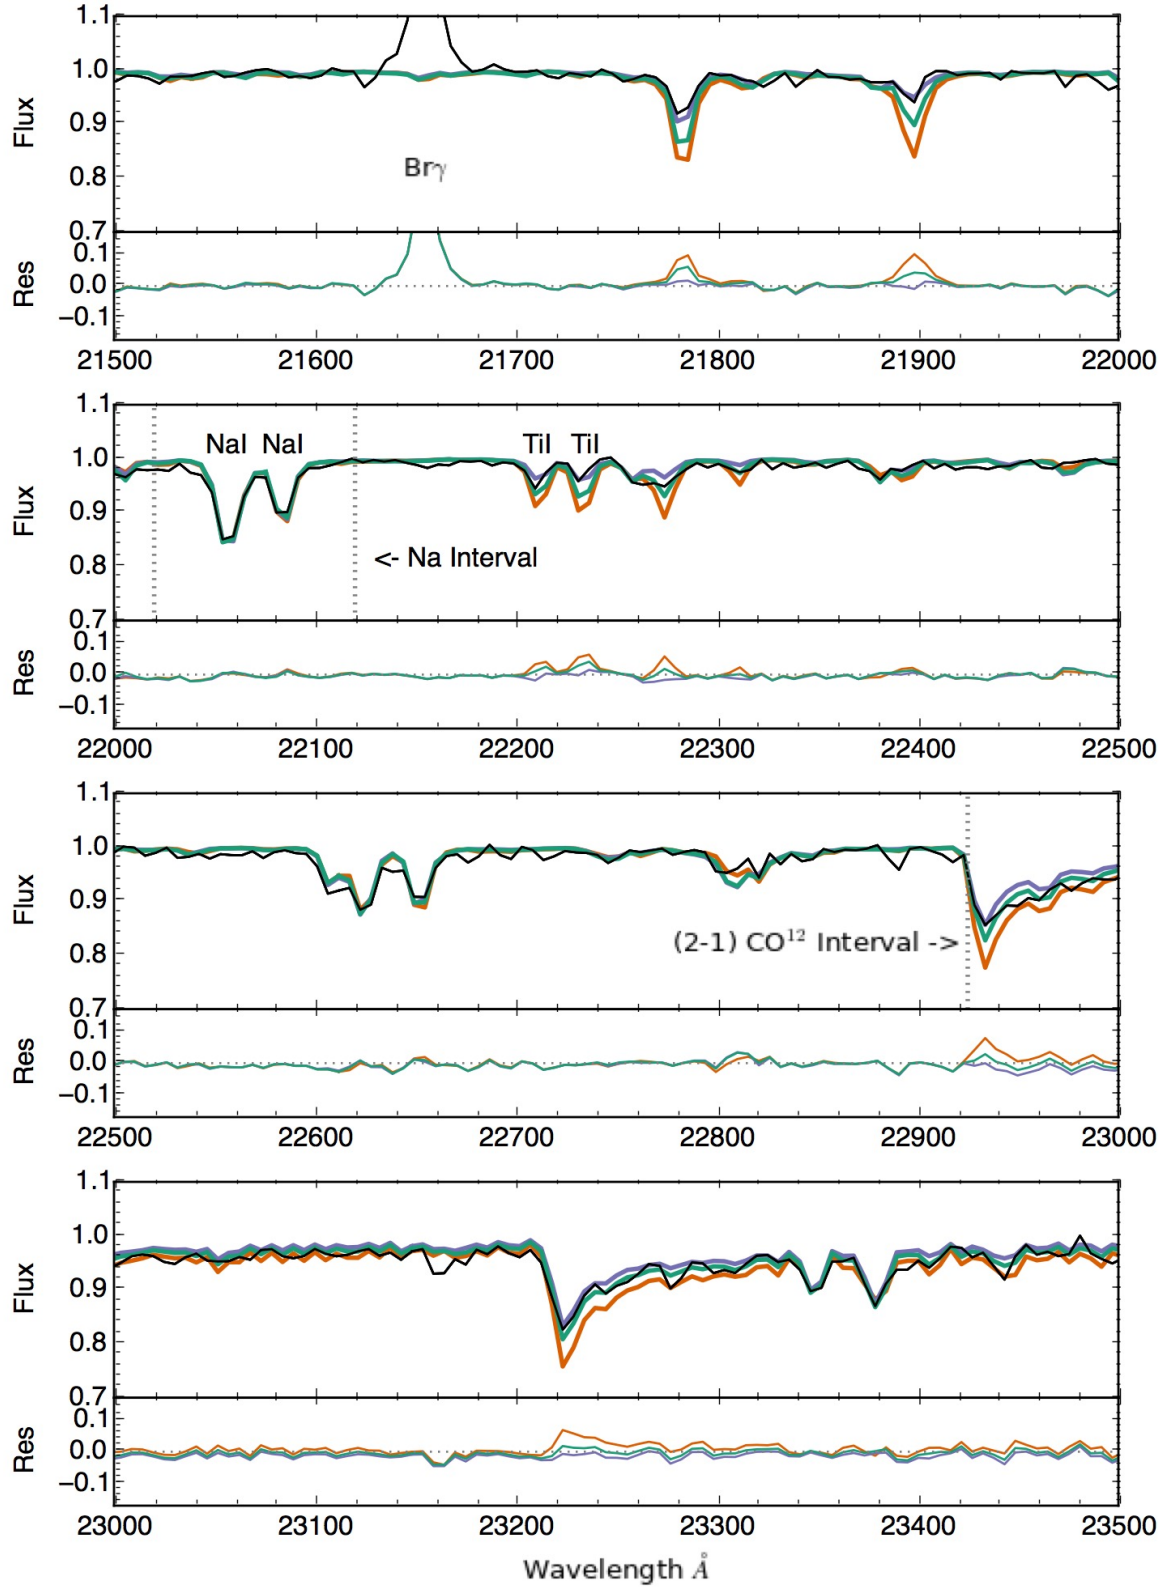 1.1
1.0
0.9
0.8
0.7
Flux
Brγ
0.1
0.0
−0.1
Res
21500 21600 21700 21800 21900 22000
1.1
1.0
0.9
0.8
0.7
Flux
NaI NaI TiI TiI
<- Na Interval
0.1
0.0
−0.1
Res
22000 22100 22200 22300 22400 22500
1.1
1.0
0.9
0.8
0.7
Flux
(2-1) CO¹² Interval ->
0.1
0.0
−0.1
Res
22500 22600 22700 22800 22900 23000
1.1
1.0
0.9
0.8
0.7
Flux
0.1
0.0
−0.1
Res
23000 23100 23200 23300 23400 23500
Wavelength Å